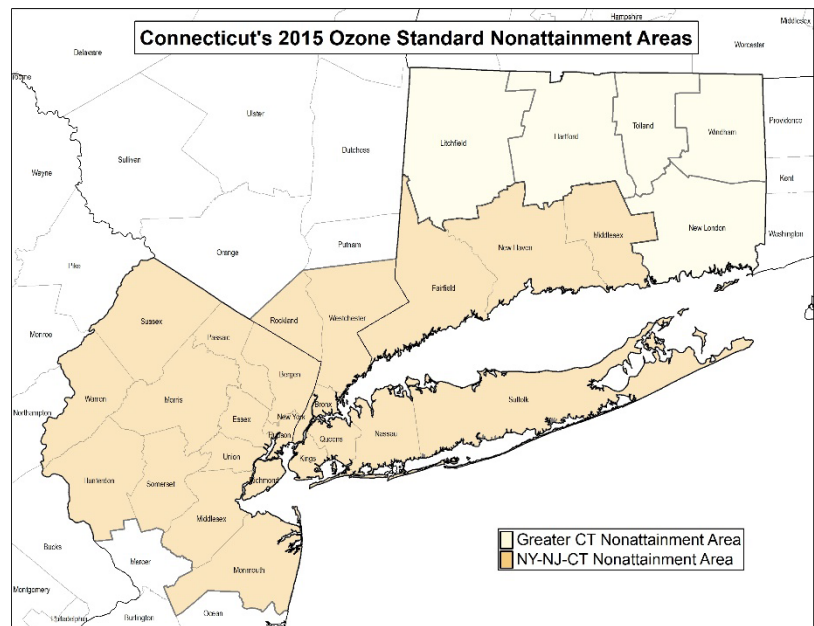 Connecticut's 2015 Ozone Standard Nonattainment Areas
Hampshire
Middlesex
Worcester
Delaware
Ulster
Dutchess
Sullivan
Wayne
Litchfield
Hartford
Tolland
Windham
Providence
Kent
Washington
New London
Middlesex
New Haven
Fairfield
Putnam
Orange
Pike
Monroe
Sussex
Rockland
Westchester
Passaic
Bergen
Warren
Morris
Essex
New York
Bronx
Hudson
Queens
Nassau
Suffolk
Kings
Union
Richmond
Northampton
Hunterdon
Somerset
Middlesex
Mercer
Monmouth
Bucks
Montgomery
Philadelphia
Burlington
Ocean
Greater CT Nonattainment Area
NY-NJ-CT Nonattainment Area